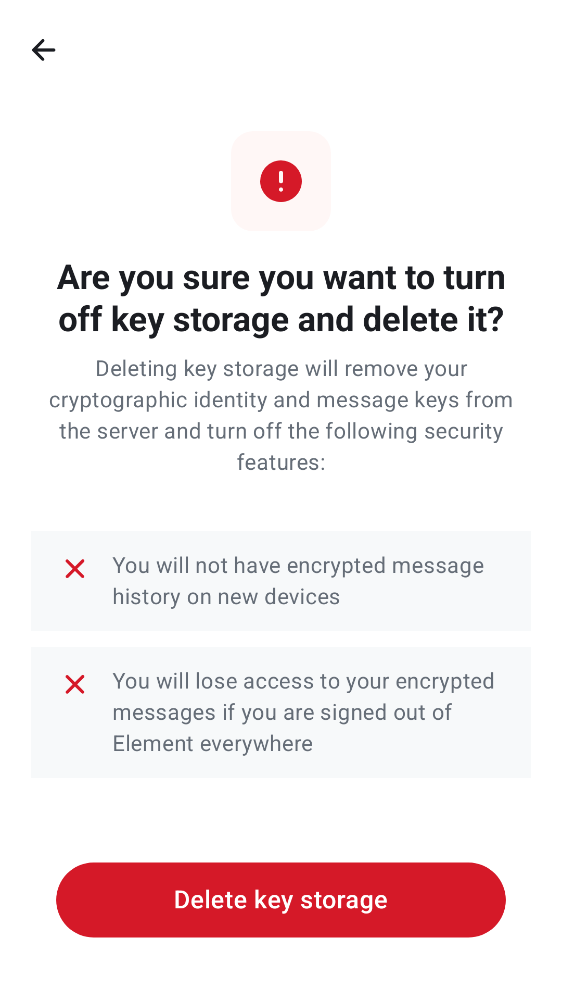 Are you sure you want to turn
off key storage and delete it?
Deleting key storage will remove your
cryptographic identity and message keys from
the server and turn off the following security
features:
You will not have encrypted message
history on new devices
You will lose access to your encrypted
messages if you are signed out of
Element everywhere
Delete key storage